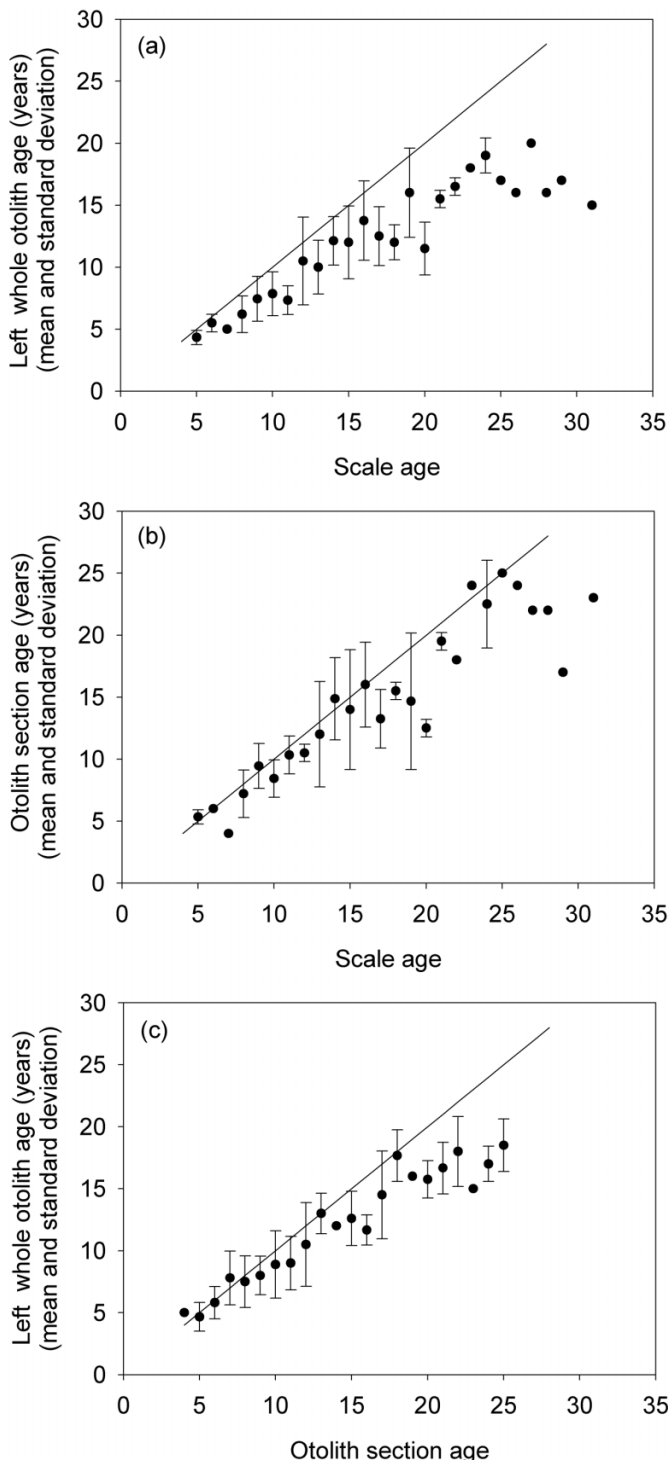 30
25
20
15
10
5
0
(a)
Left whole otolith age (years)
(mean and standard deviation)
0 5 10 15 20 25 30 35
Scale age
30
25
20
15
10
5
0
(b)
Otolith section age (years)
(mean and standard deviation)
0 5 10 15 20 25 30 35
Scale age
30
25
20
15
10
5
0
(c)
Left whole otolith age (years)
(mean and standard deviation)
0 5 10 15 20 25 30 35
Otolith section age